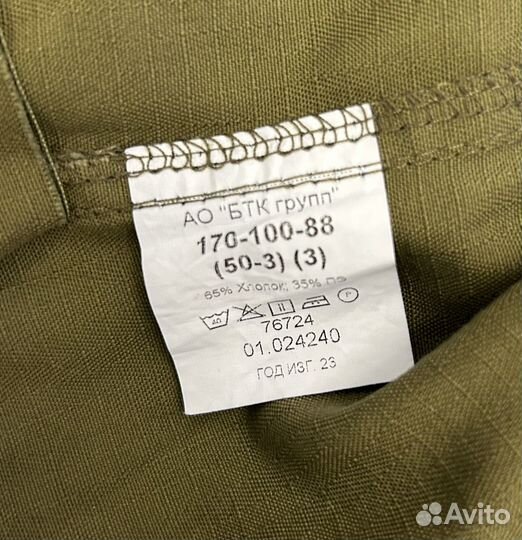 АО "БТК групп"
170-100-88
(50-3) (3)
65% Хлопок; 35% ПЭ
40 P
76724
01.024240
ГОД ИЗГ. 23
Avito